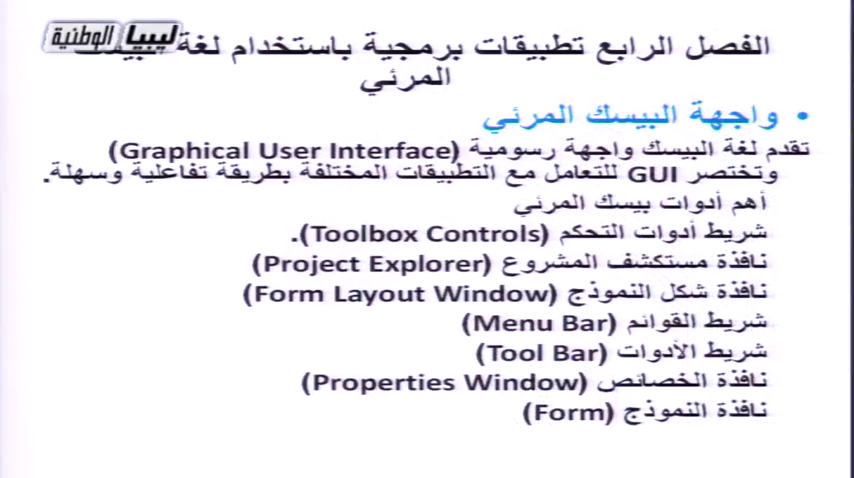 ليبيا الوطنية
الفصل الرابع تطبيقات برمجية باستخدام لغة
المرئي
• واجهة البيسك المرئي
تقدم لغة البيسك واجهة رسومية (Graphical User Interface)
وتختصر GUI للتعامل مع التطبيقات المختلفة بطريقة تفاعلية وسهلة.
أهم أدوات بيسك المرئي
شريط أدوات التحكم (Toolbox Controls).
نافذة مستكشف المشروع (Project Explorer)
نافذة شكل النموذج (Form Layout Window)
شريط القوائم (Menu Bar)
شريط الأدوات (Tool Bar)
نافذة الخصائص (Properties Window)
نافذة النموذج (Form)